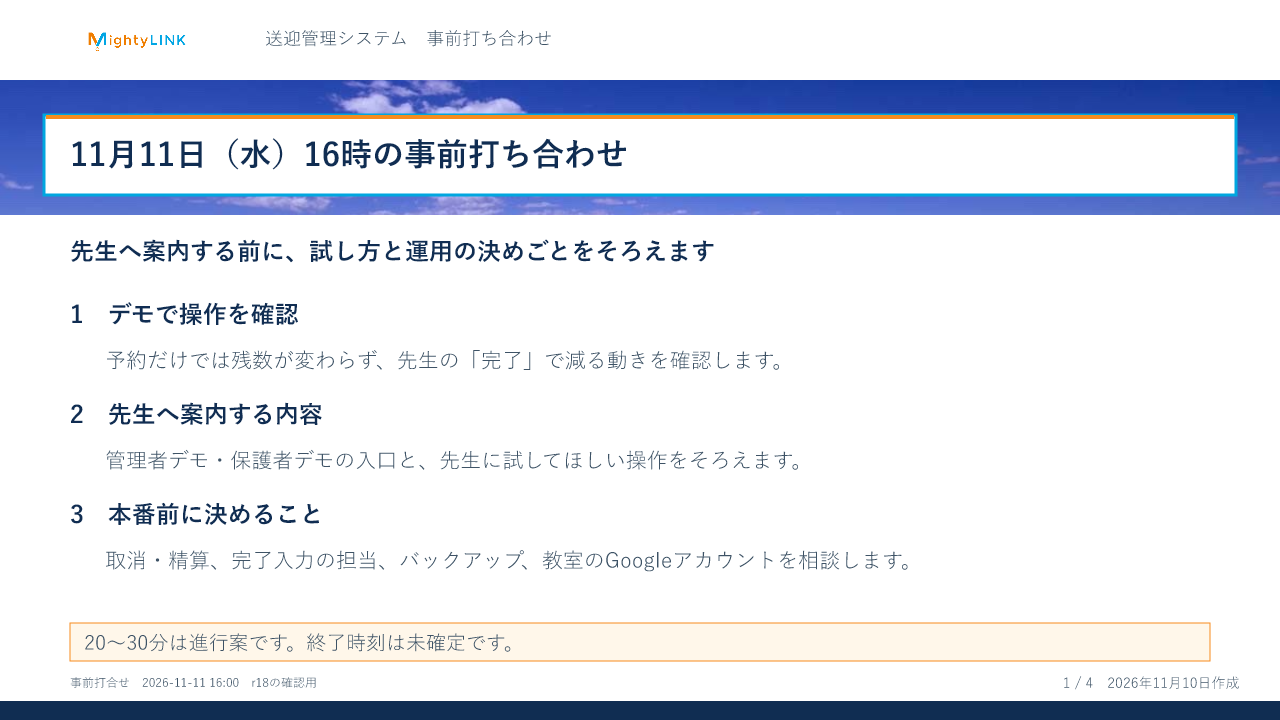 MightyLINK
送迎管理システム　事前打ち合わせ
11月11日（水）16時の事前打ち合わせ
先生へ案内する前に、試し方と運用の決めごとをそろえます
1　デモで操作を確認
予約だけでは残数が変わらず、先生の「完了」で減る動きを確認します。
2　先生へ案内する内容
管理者デモ・保護者デモの入口と、先生に試してほしい操作をそろえます。
3　本番前に決めること
取消・精算、完了入力の担当、バックアップ、教室のGoogleアカウントを相談します。
20～30分は進行案です。終了時刻は未確定です。
事前打合せ　2026-11-11 16:00　r18の確認用
1 / 4　2026年11月10日作成